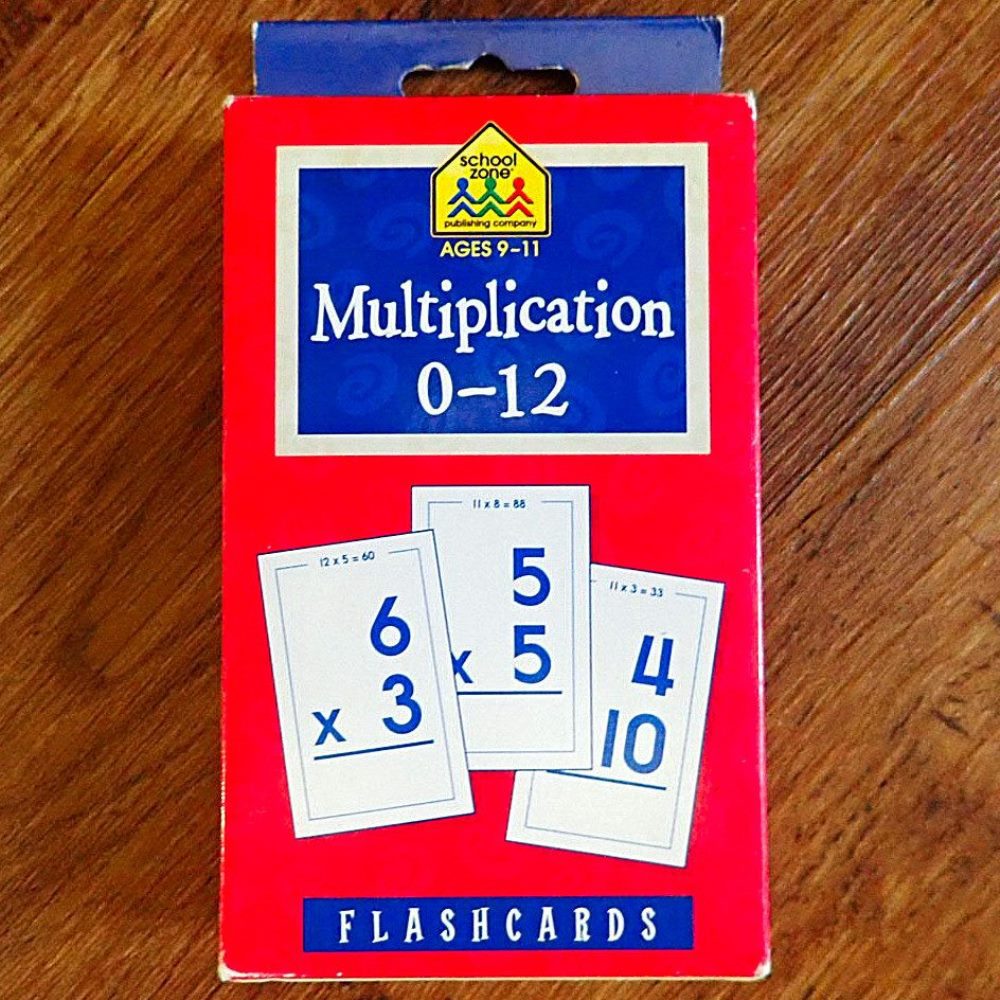 school
zone®
publishing company
AGES 9-11
Multiplication
0-12
11 x 8 = 88
5
x 5
12 x 5 = 60
6
x 3
11 x 3 = 33
4
10
FLASHCARDS